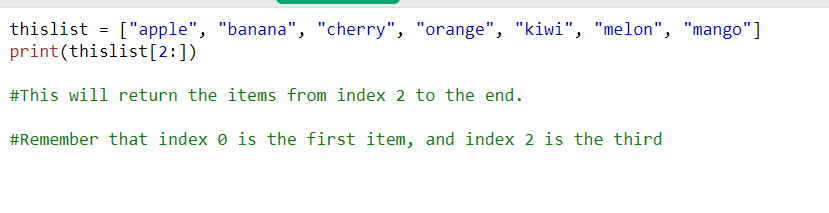 thislist = ["apple", "banana", "cherry", "orange", "kiwi", "melon", "mango"]
print(thislist[2:])
#This will return the items from index 2 to the end.
#Remember that index 0 is the first item, and index 2 is the third